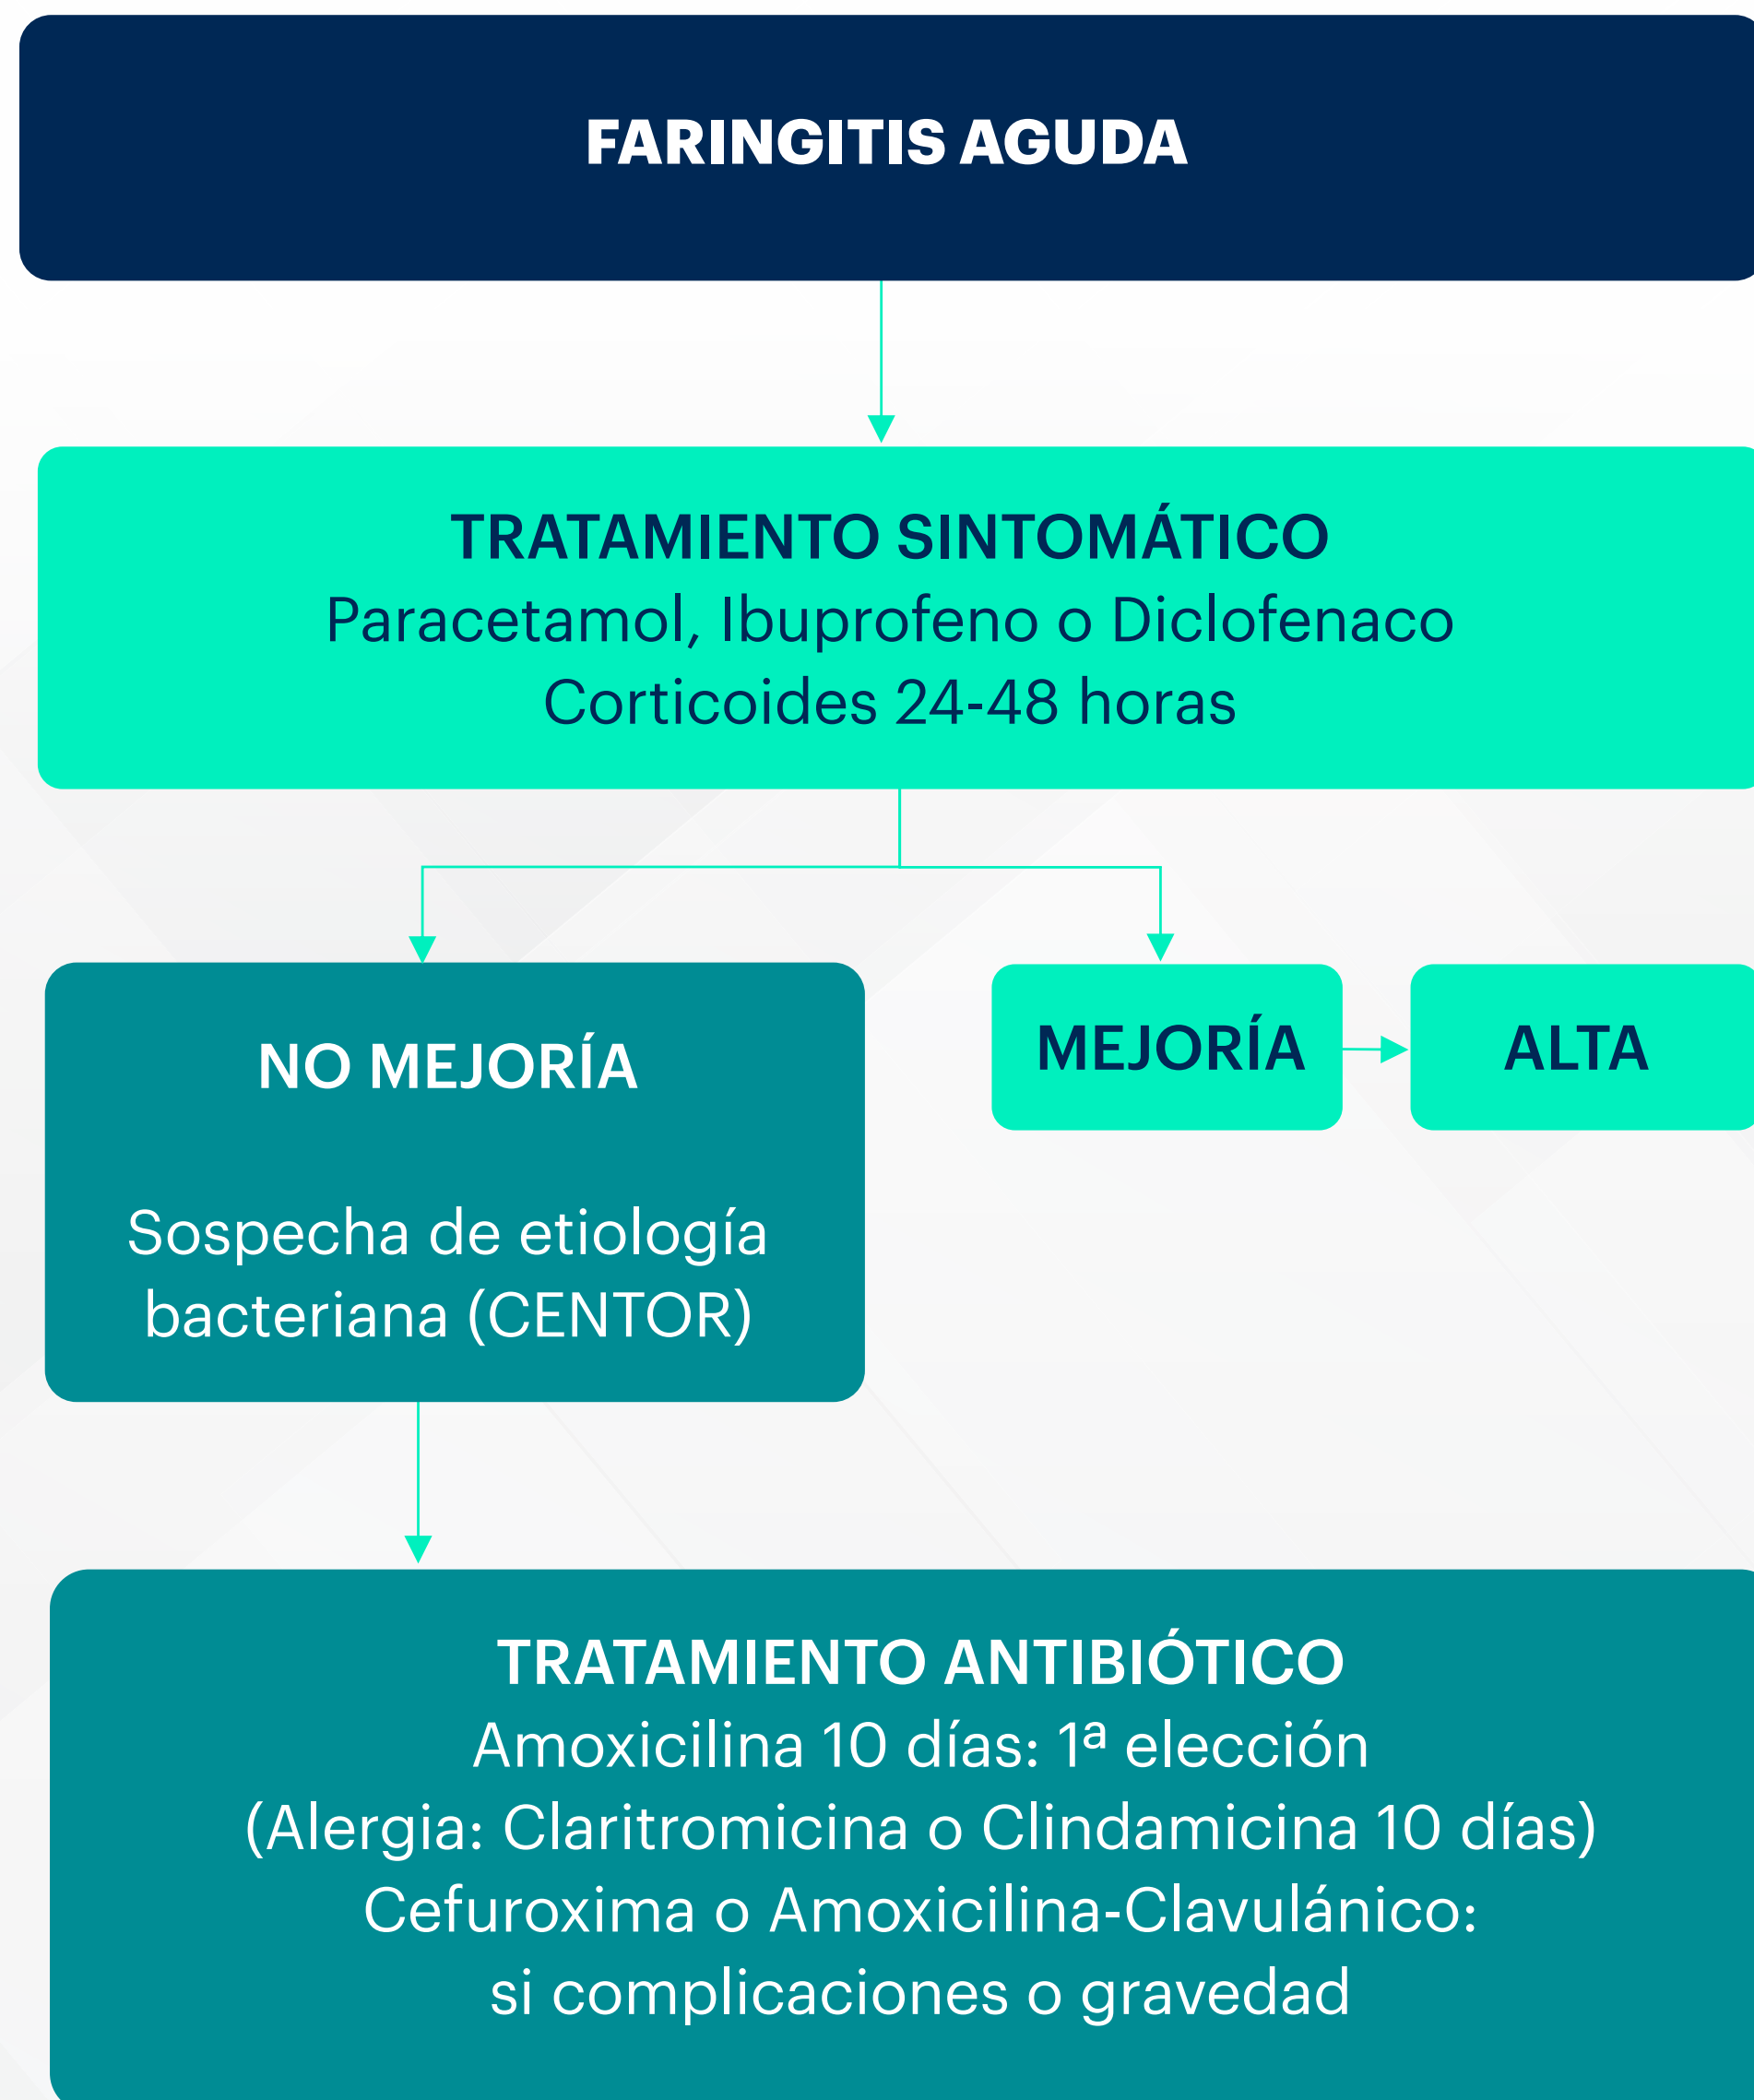 FARINGITIS AGUDA
TRATAMIENTO SINTOMÁTICO
Paracetamol, Ibuprofeno o Diclofenaco
Corticoides 24-48 horas
NO MEJORÍA
Sospecha de etiología
bacteriana (CENTOR)
MEJORÍA
ALTA
TRATAMIENTO ANTIBIÓTICO
Amoxicilina 10 días: 1ª elección
(Alergia: Claritromicina o Clindamicina 10 días)
Cefuroxima o Amoxicilina-Clavulánico:
si complicaciones o gravedad